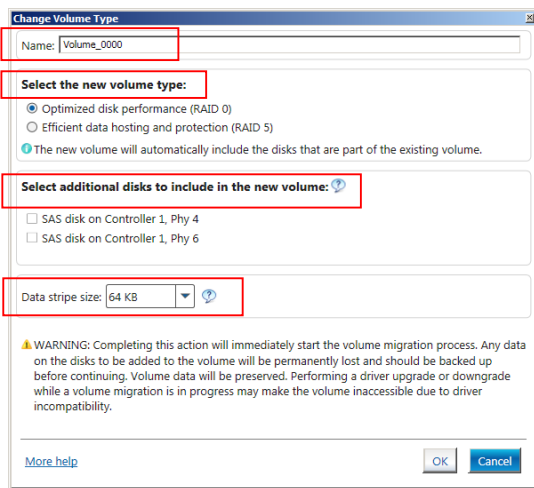 Change Volume Type
Name: Volume_0000
Select the new volume type:
Optimized disk performance (RAID 0)
Efficient data hosting and protection (RAID 5)
The new volume will automatically include the disks that are part of the existing volume.
Select additional disks to include in the new volume:
SAS disk on Controller 1, Phy 4
SAS disk on Controller 1, Phy 6
Data stripe size: 64 KB
WARNING: Completing this action will immediately start the volume migration process. Any data
on the disks to be added to the volume will be permanently lost and should be backed up
before continuing. Volume data will be preserved. Performing a driver upgrade or downgrade
while a volume migration is in progress may make the volume inaccessible due to driver
incompatibility.
More help
OK
Cancel